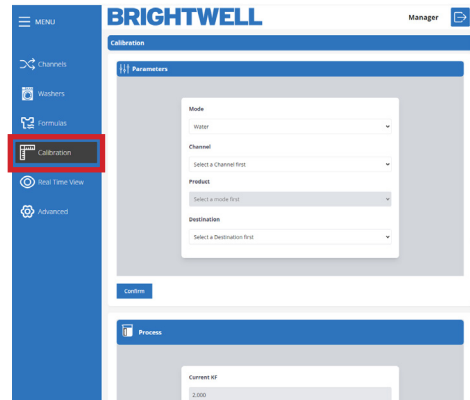 MENU
BRIGHTWELL
Manager
Calibration
Channels
Washers
Formulas
Calibration
Real Time View
Advanced
Parameters
Mode
Water
Channel
Select a Channel first
Product
Select a mode first
Destination
Select a Destination first
Confirm
Process
Current KF
2.000